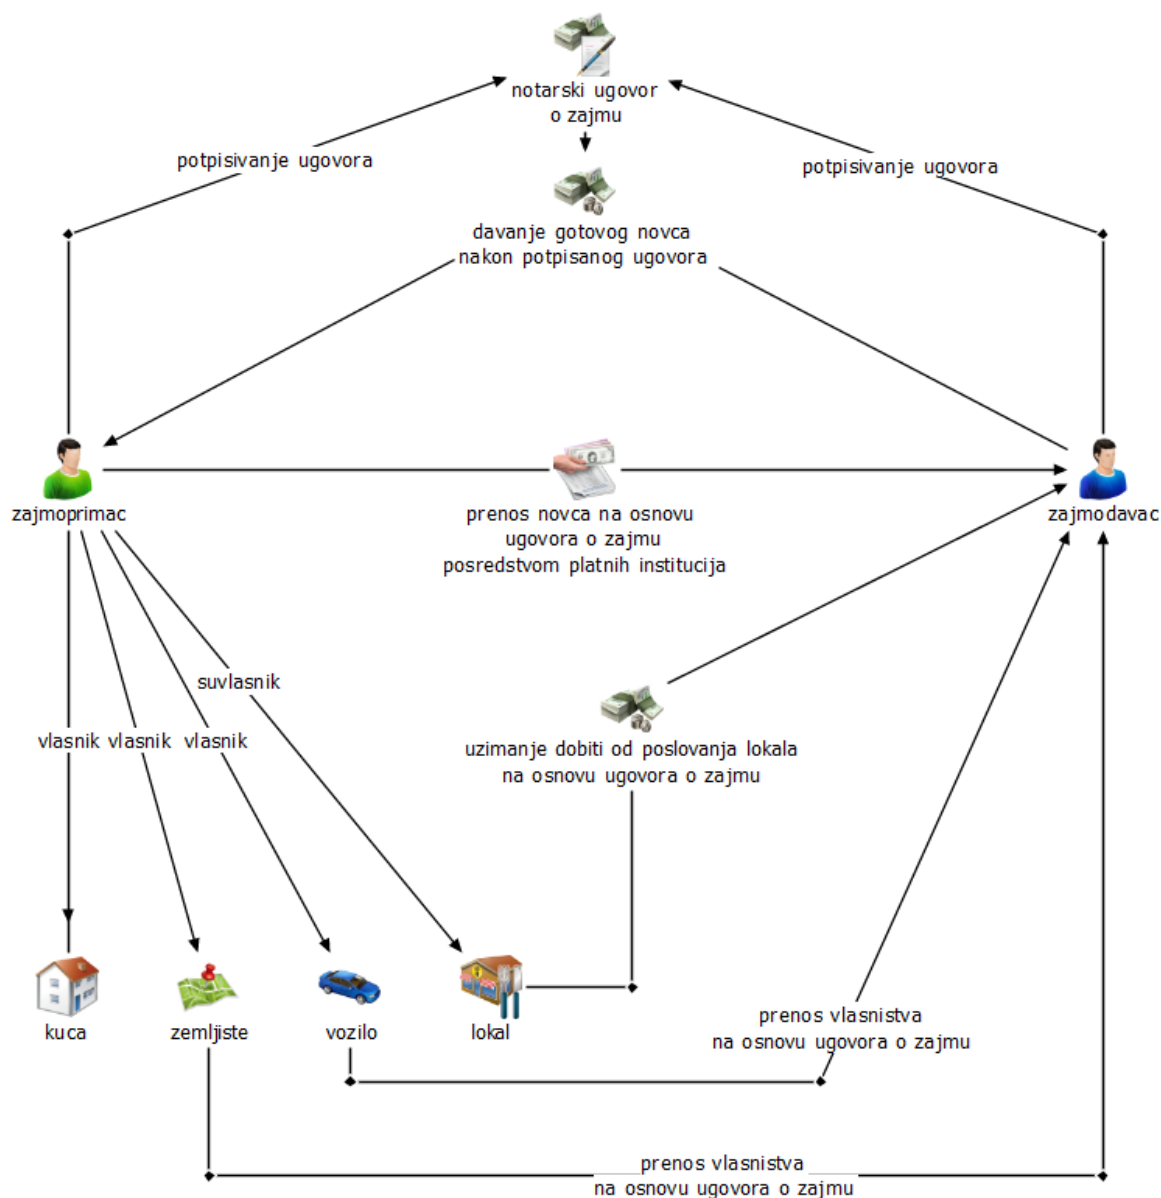 notarski ugovor
o zajmu
potpisivanje ugovora
potpisivanje ugovora
davanje gotovog novca
nakon potpisanog ugovora
zajmoprimac
prenos novca na osnovu
ugovora o zajmu
posredstvom platnih institucija
zajmodavac
suvlasnik
vlasnik vlasnik vlasnik
uzimanje dobiti od poslovanja lokala
na osnovu ugovora o zajmu
kuca
zemljiste
vozilo
lokal
prenos vlasnistva
na osnovu ugovora o zajmu
prenos vlasnistva
na osnovu ugovora o zajmu